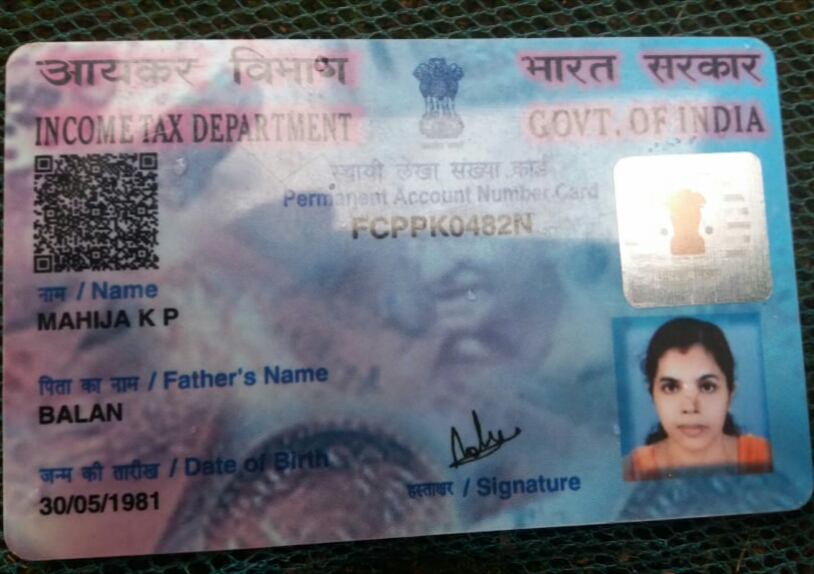 आयकर विभाग
भारत सरकार
INCOME TAX DEPARTMENT
GOVT. OF INDIA
स्थायी लेखा संख्या कार्ड
Permanent Account Number Card
FCPPK0482N
नाम / Name
MAHIJA K P
पिता का नाम / Father's Name
BALAN
जन्म की तारीख / Date of Birth
30/05/1981
हस्ताक्षर / Signature